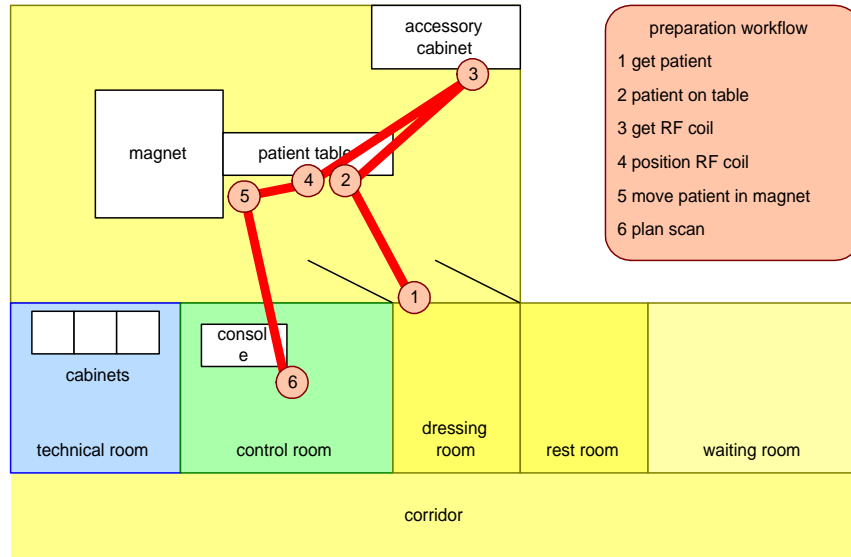 accessory
cabinet
3
magnet
patient table
4
2
5
1
preparation workflow
1 get patient
2 patient on table
3 get RF coil
4 position RF coil
5 move patient in magnet
6 plan scan
consol
e
6
cabinets
technical room
control room
dressing
room
rest room
waiting room
corridor